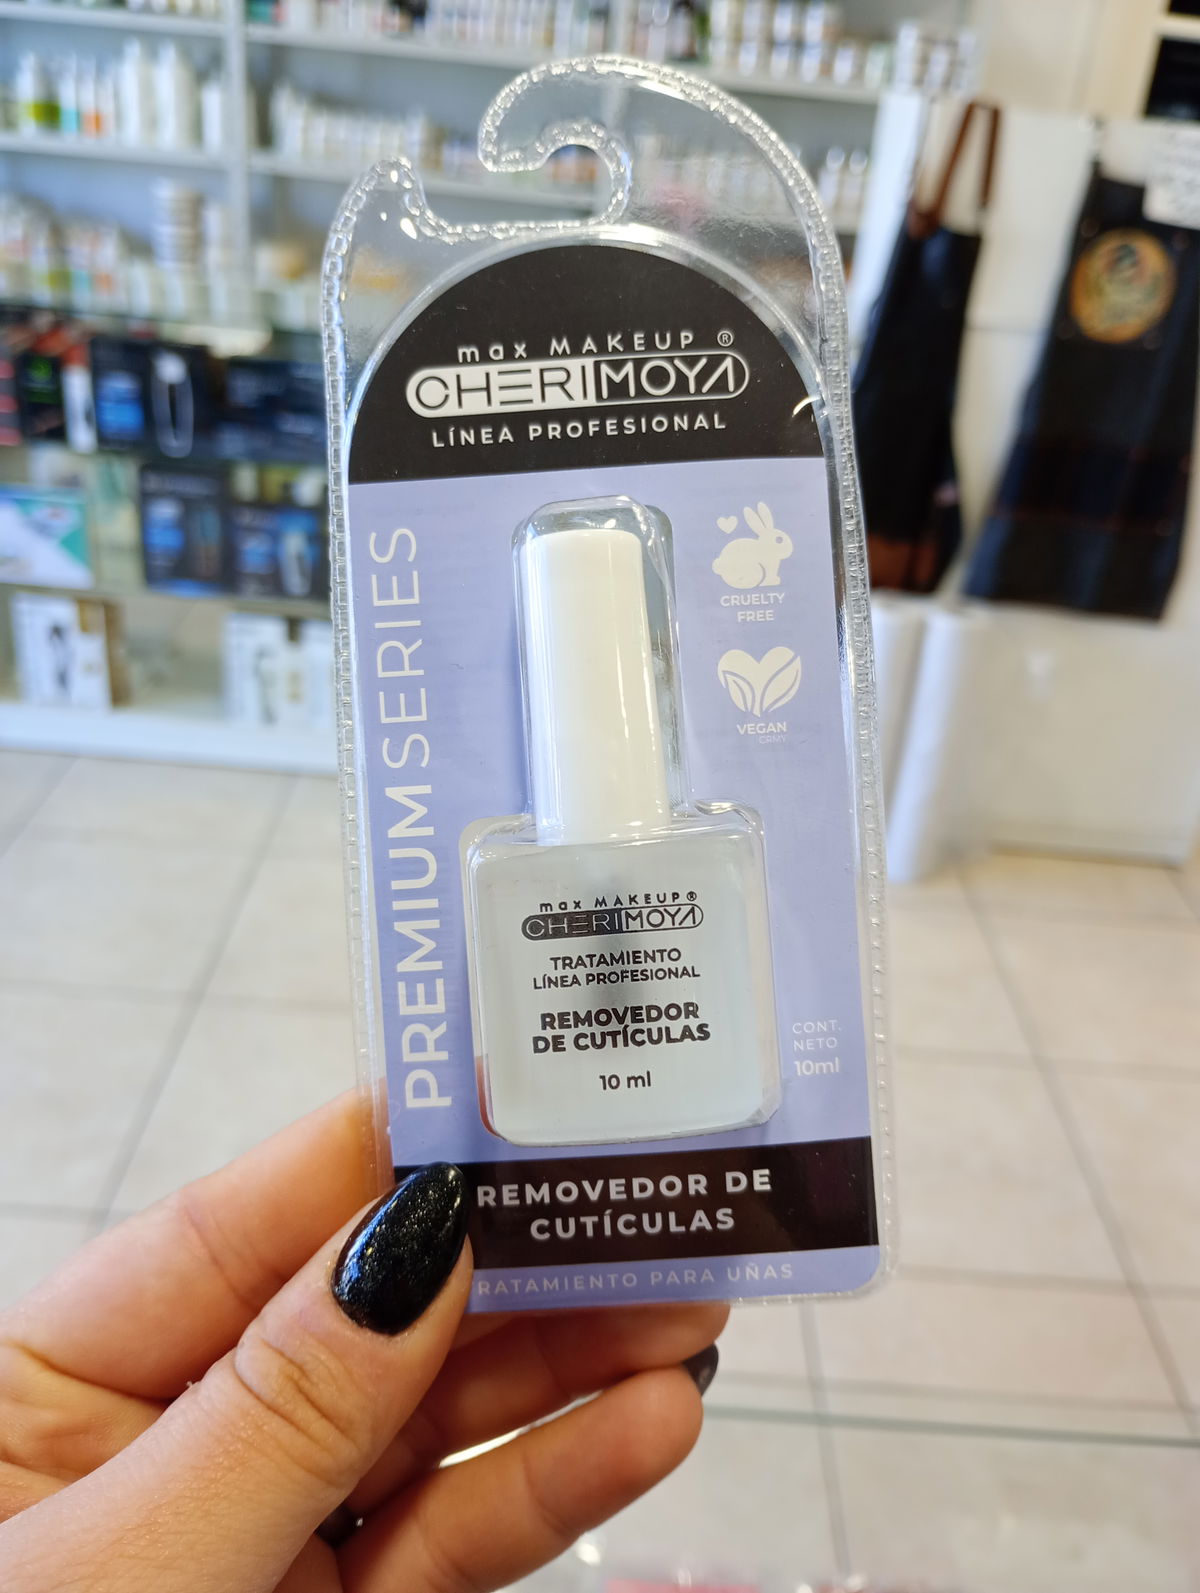 max MAKEUP ®
CHERIMOYA
LÍNEA PROFESIONAL
PREMIUM SERIES
CRUELTY
FREE
VEGAN
CRMY
max MAKEUP ®
CHERIMOYA
TRATAMIENTO
LÍNEA PROFESIONAL
REMOVEDOR
DE CUTÍCULAS
10 ml
CONT.
NETO
10ml
REMOVEDOR DE
CUTÍCULAS
RATAMIENTO PARA UÑAS